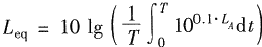 L_eq = 10 lg ( 1/T ∫_0^T 10^{0.1·L_A} dt )